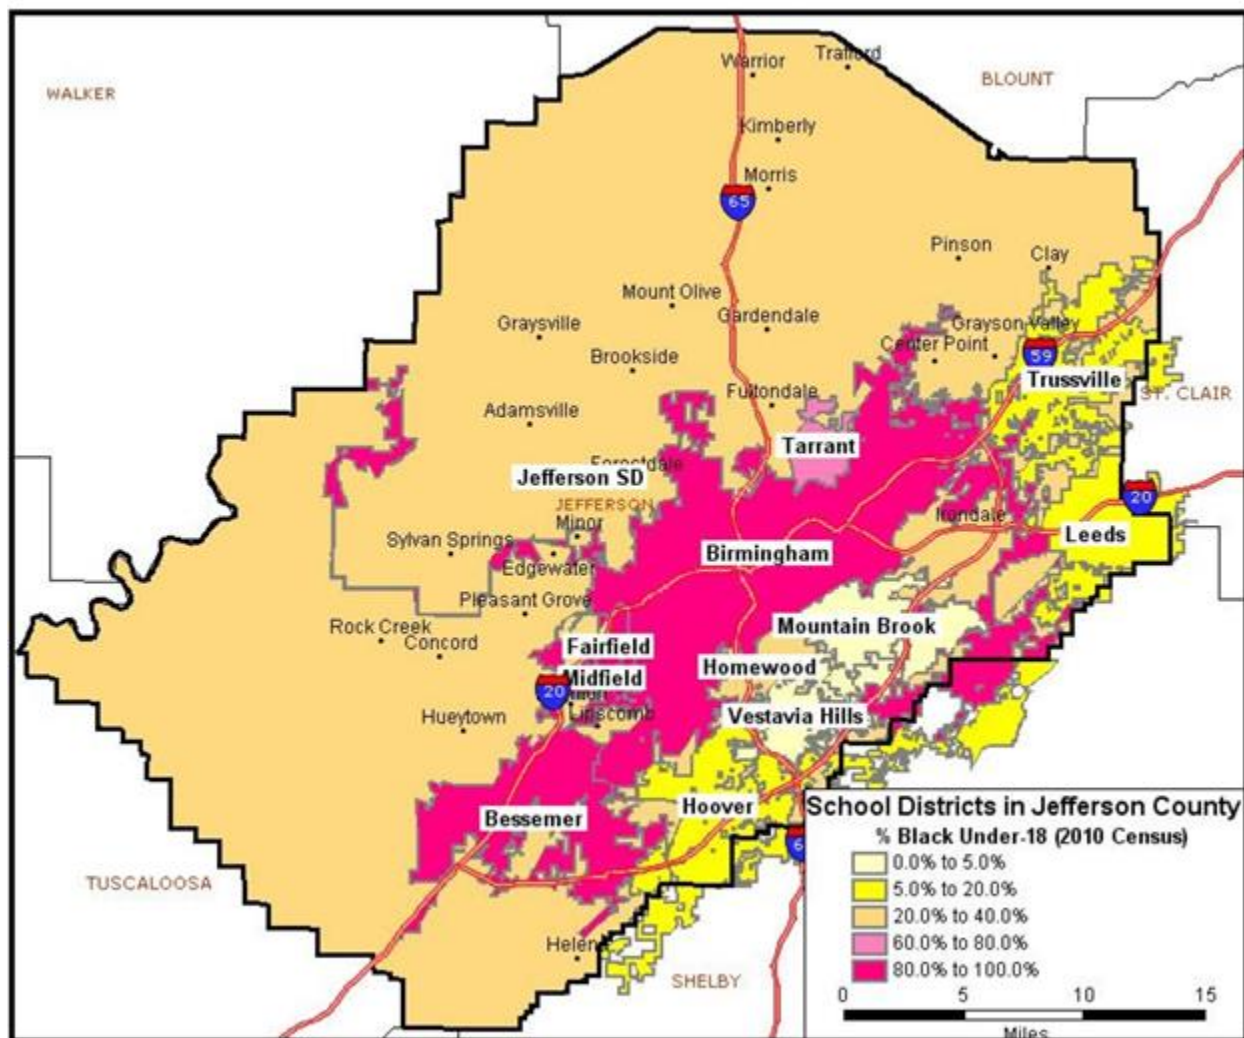 WALKER
BLOUNT
Warrior
Trafford
Kimberly
65
Morris
Pinson
Clay
Mount Olive
Gardendale
Graysville
Grayson Valley
Center Point
Brookside
59
Trussville
ST. CLAIR
Fultondale
Adamsville
Tarrant
Forestdale
Jefferson SD
JEFFERSON
20
Minor
Irondale
Leeds
Sylvan Springs
Birmingham
Edgewater
Pleasant Grove
Rock Creek
Mountain Brook
Concord
Fairfield
Homewood
Midfield
20
Lipscomb
Hueytown
Vestavia Hills
Hoover
Bessemer
6
TUSCALOOSA
Helena
SHELBY
School Districts in Jefferson County
% Black Under-18 (2010 Census)
0.0% to 5.0%
5.0% to 20.0%
20.0% to 40.0%
60.0% to 80.0%
80.0% to 100.0%
0 5 10 15
Miles